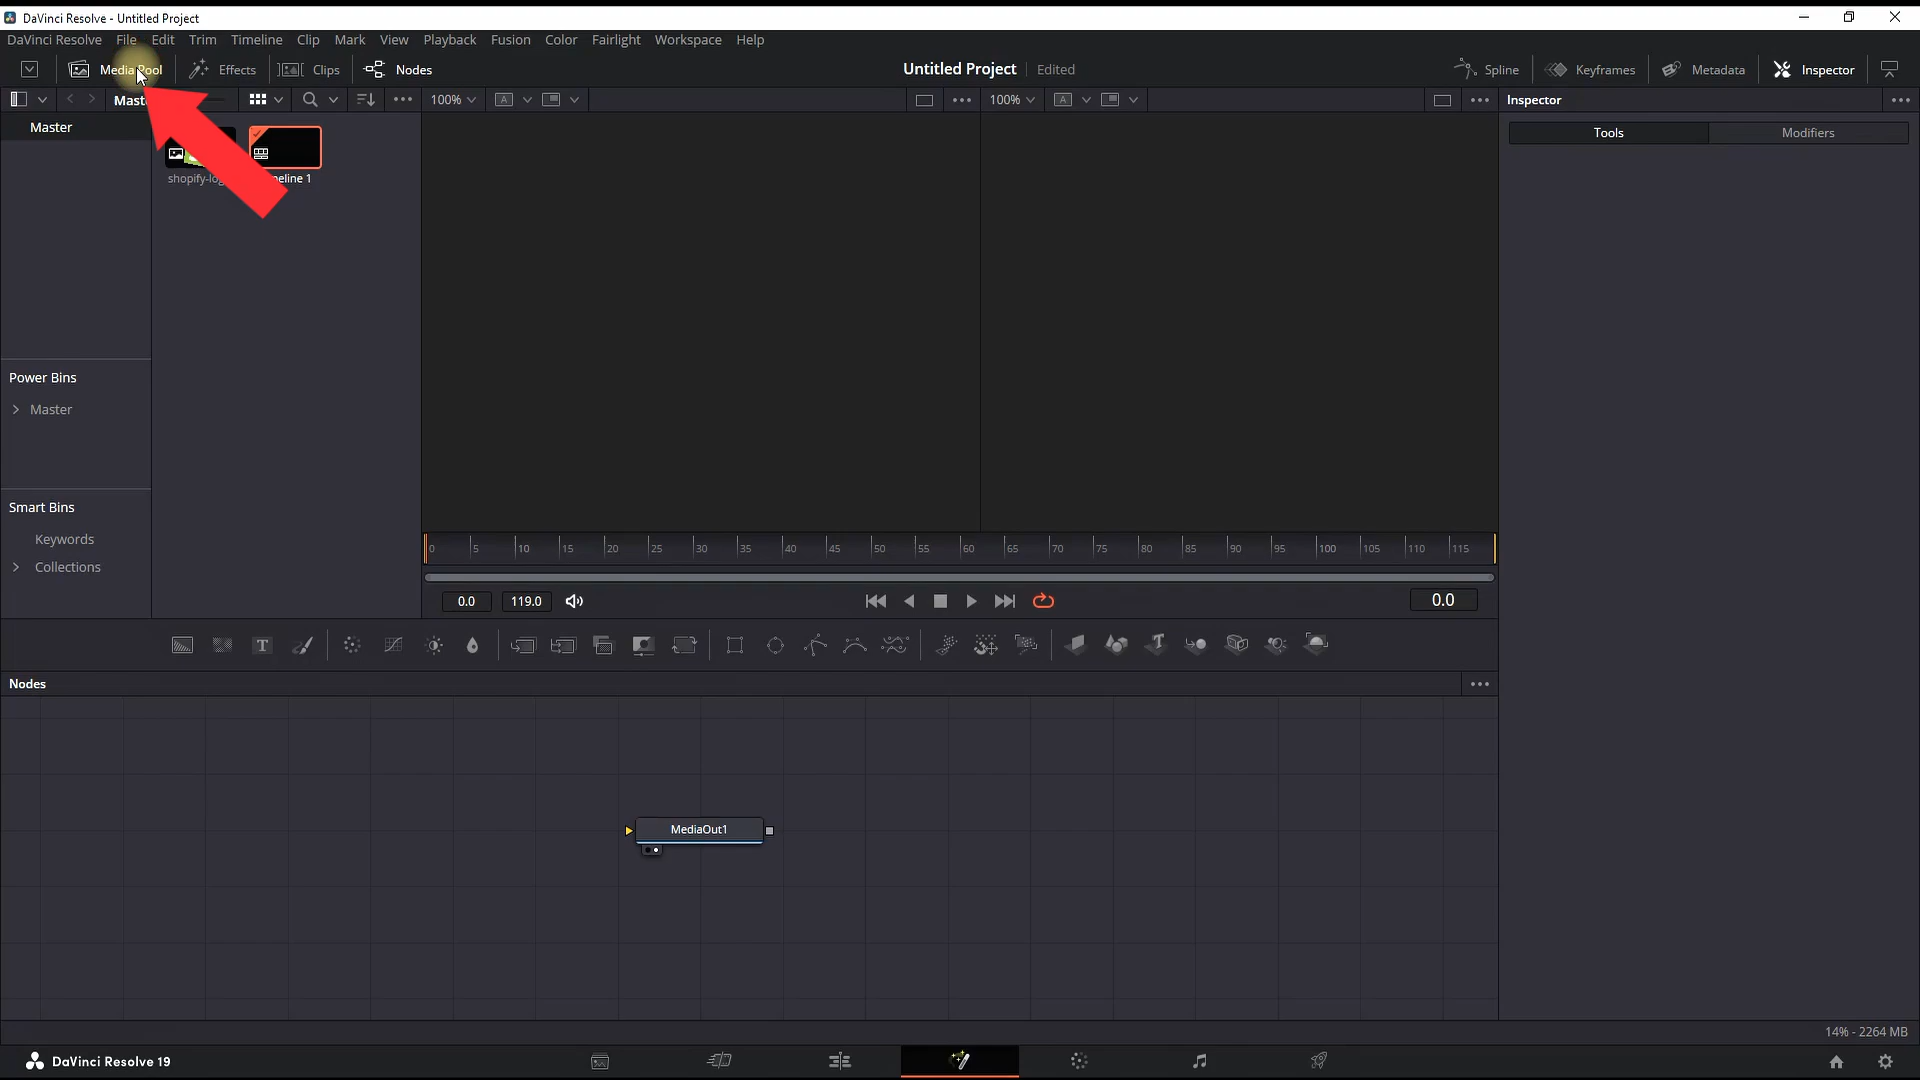 DaVinci Resolve - Untitled Project
DaVinci Resolve File Edit Trim Timeline Clip Mark View Playback Fusion Color Fairlight Workspace Help
Media Pool Effects Clips Nodes Untitled Project Edited Spline Keyframes Metadata Inspector
100% A 100% A Inspector
Master Tools Modifiers
1
Power Bins
Master
Smart Bins
Keywords
Collections
0 5 10 15 20 25 30 35 40 45 50 55 60 65 70 75 80 85 90 95 100 105 110 115
0.0 119.0 0.0
T T
Nodes
MediaOut1
14% - 2264 MB
DaVinci Resolve 19